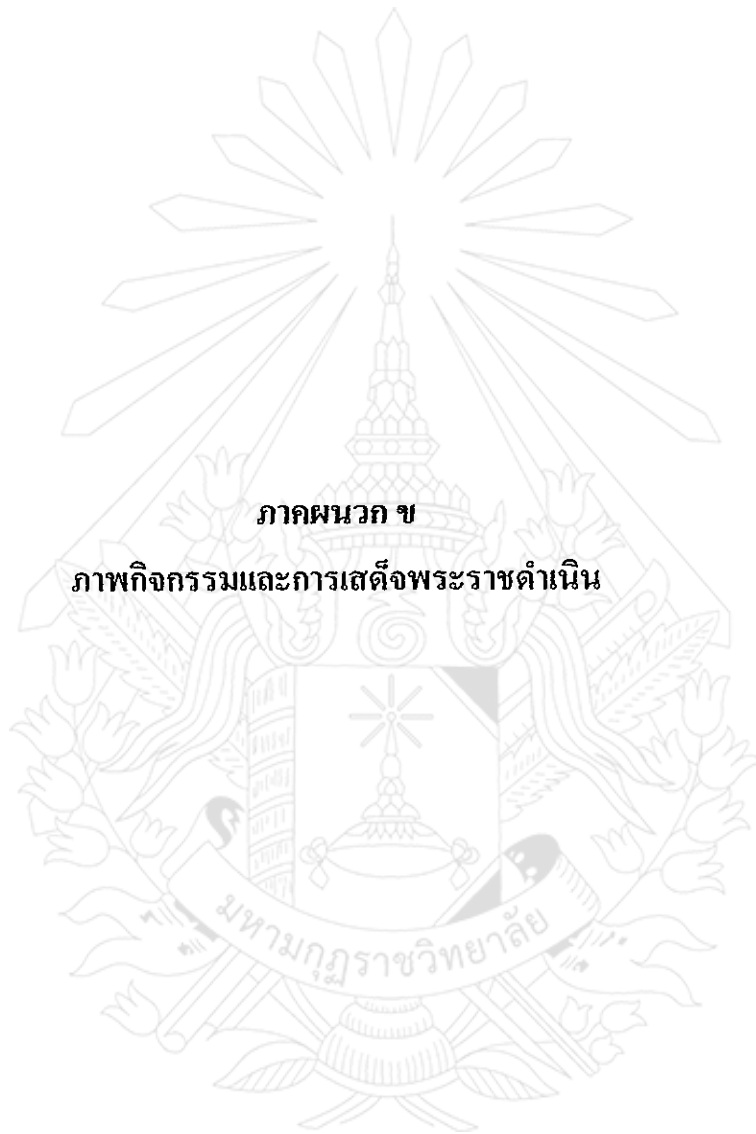 ภาคผนวก ข
ภาพกิจกรรมและการเสด็จพระราชดำเนิน
มหามกุฏราชวิทยาลัย